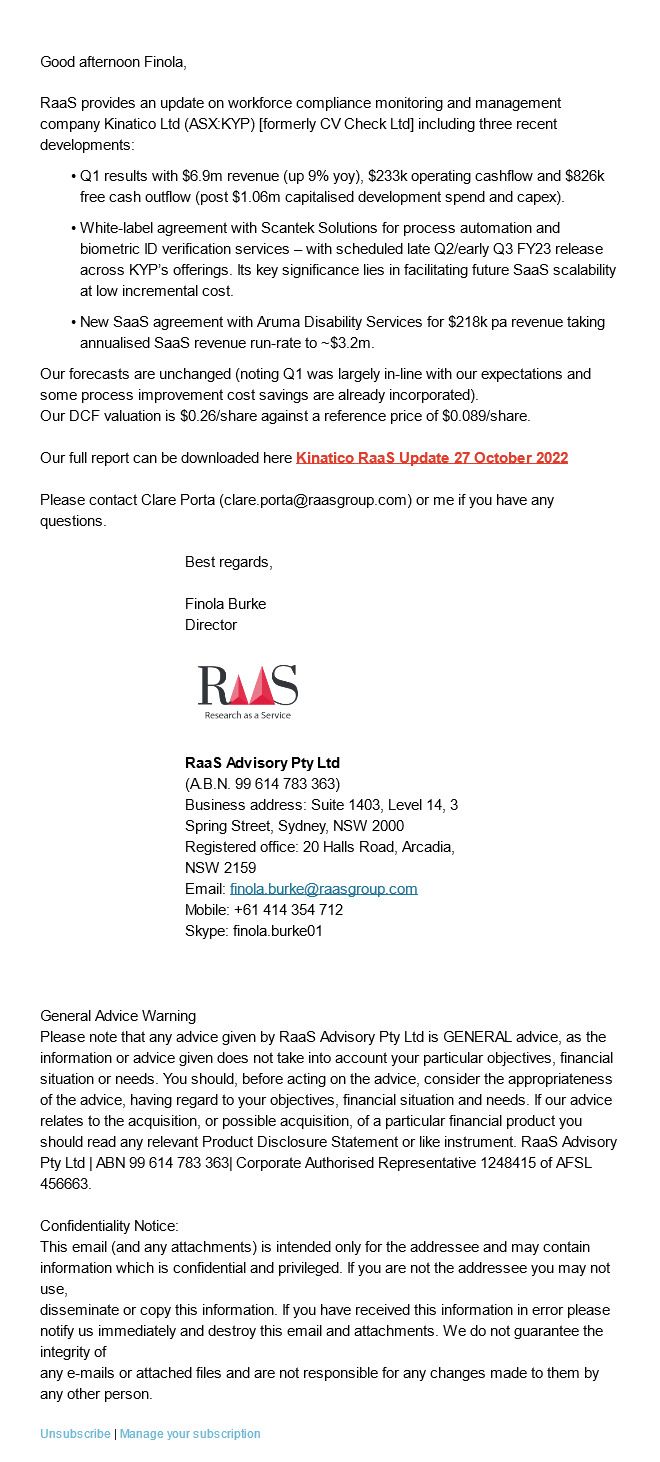 Good afternoon Finola,
RaaS provides an update on workforce compliance monitoring and management
company Kinatico Ltd (ASX:KYP) [formerly CV Check Ltd] including three recent
developments:
• Q1 results with $6.9m revenue (up 9% yoy), $233k operating cashflow and $826k
free cash outflow (post $1.06m capitalised development spend and capex).
• White-label agreement with Scantek Solutions for process automation and
biometric ID verification services – with scheduled late Q2/early Q3 FY23 release
across KYP's offerings. Its key significance lies in facilitating future SaaS scalability
at low incremental cost.
• New SaaS agreement with Aruma Disability Services for $218k pa revenue taking
annualised SaaS revenue run-rate to ~$3.2m.
Our forecasts are unchanged (noting Q1 was largely in-line with our expectations and
some process improvement cost savings are already incorporated).
Our DCF valuation is $0.26/share against a reference price of $0.089/share.
Our full report can be downloaded here Kinatico RaaS Update 27 October 2022
Please contact Clare Porta (clare.porta@raasgroup.com) or me if you have any
questions.
Best regards,
Finola Burke
Director
RaaS
Research as a Service
RaaS Advisory Pty Ltd
(A.B.N. 99 614 783 363)
Business address: Suite 1403, Level 14, 3
Spring Street, Sydney, NSW 2000
Registered office: 20 Halls Road, Arcadia,
NSW 2159
Email: finola.burke@raasgroup.com
Mobile: +61 414 354 712
Skype: finola.burke01
General Advice Warning
Please note that any advice given by RaaS Advisory Pty Ltd is GENERAL advice, as the
information or advice given does not take into account your particular objectives, financial
situation or needs. You should, before acting on the advice, consider the appropriateness
of the advice, having regard to your objectives, financial situation and needs. If our advice
relates to the acquisition, or possible acquisition, of a particular financial product you
should read any relevant Product Disclosure Statement or like instrument. RaaS Advisory
Pty Ltd | ABN 99 614 783 363| Corporate Authorised Representative 1248415 of AFSL
456663.
Confidentiality Notice:
This email (and any attachments) is intended only for the addressee and may contain
information which is confidential and privileged. If you are not the addressee you may not
use,
disseminate or copy this information. If you have received this information in error please
notify us immediately and destroy this email and attachments. We do not guarantee the
integrity of
any e-mails or attached files and are not responsible for any changes made to them by
any other person.
Unsubscribe | Manage your subscription